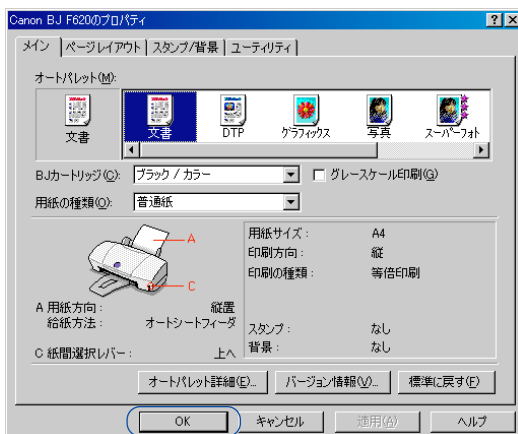 Canon BJ F620のプロパティ
メイン ページレイアウト スタンプ/背景 ユーティリティ
オートパレット(M):
文書 文書 DTP グラフィックス 写真 スーパーフォト
BJカートリッジ(C): ブラック / カラー グレースケール印刷(G)
用紙の種類(O): 普通紙
A
C
用紙サイズ : A4
印刷方向 : 縦
印刷の種類 : 等倍印刷
A 用紙方向 : 縦置
給紙方法 : オートシートフィーダ
C 紙間選択レバー : 上へ
スタンプ : なし
背景 : なし
オートパレット詳細(E)... バージョン情報(V)... 標準に戻す(F)
OK キャンセル 適用(A) ヘルプ